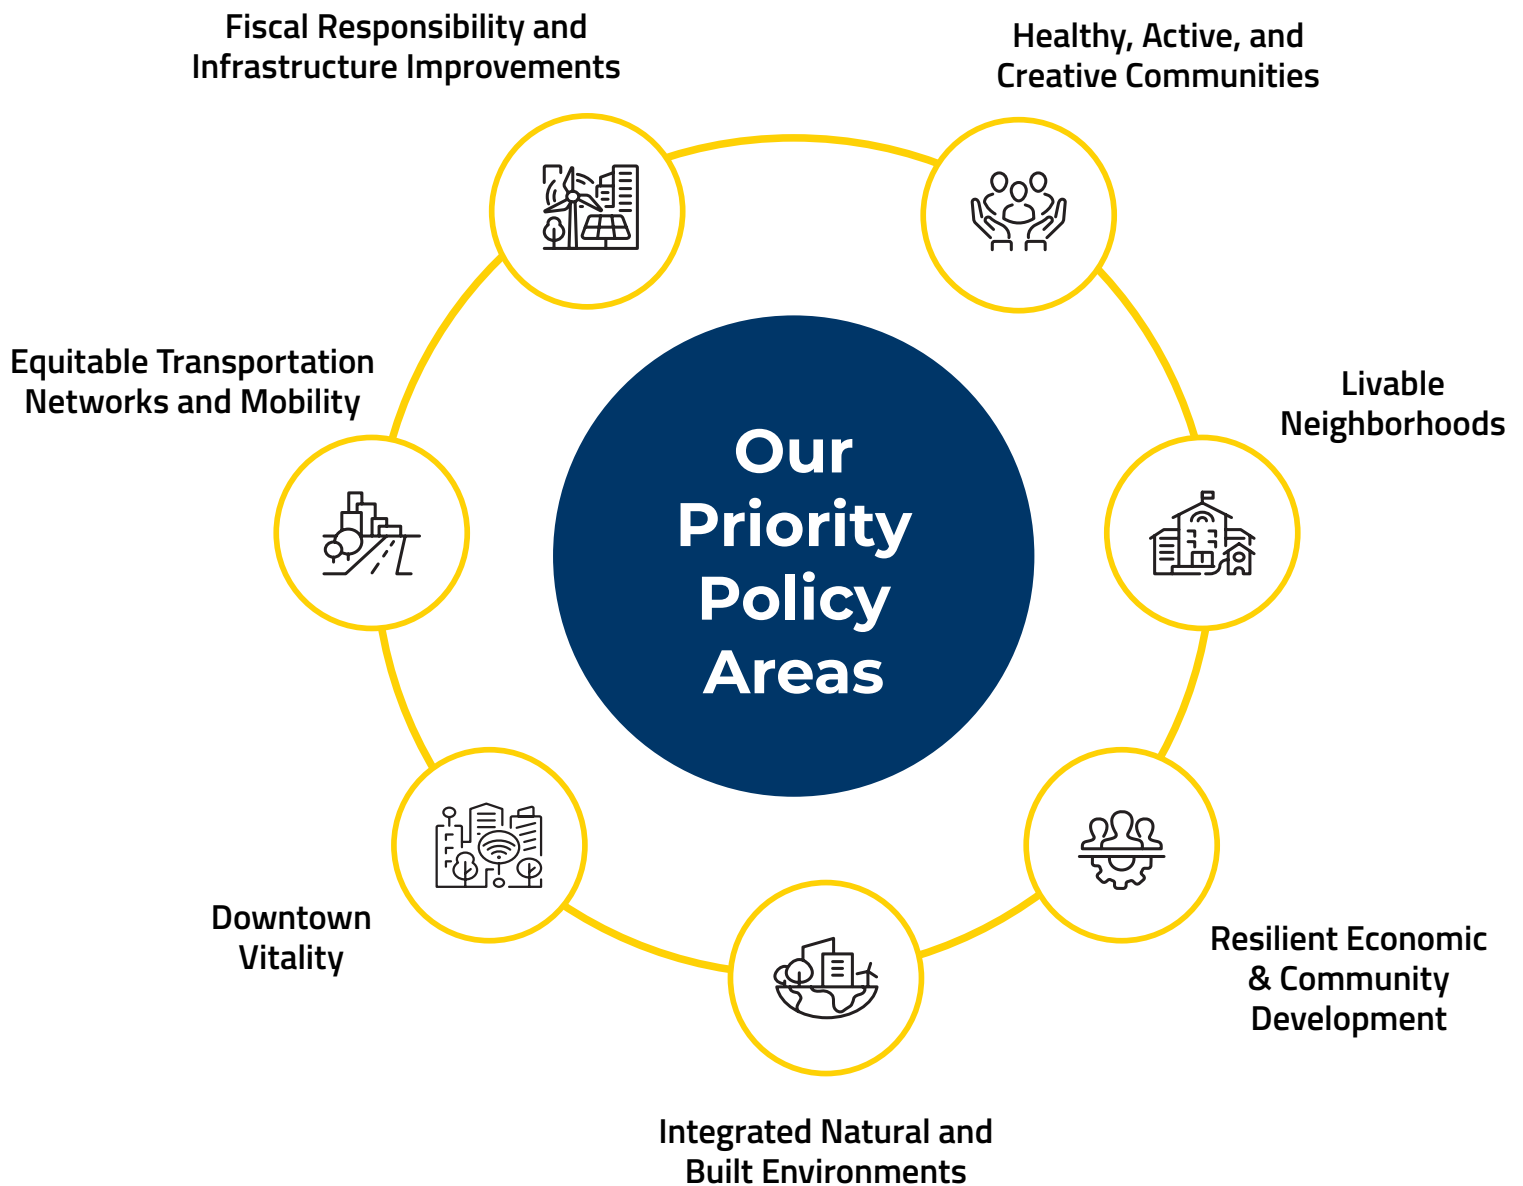 Fiscal Responsibility and
Infrastructure Improvements
Healthy, Active, and
Creative Communities
Equitable Transportation
Networks and Mobility
Livable
Neighborhoods
Our
Priority
Policy
Areas
Downtown
Vitality
Resilient Economic
& Community
Development
Integrated Natural and
Built Environments